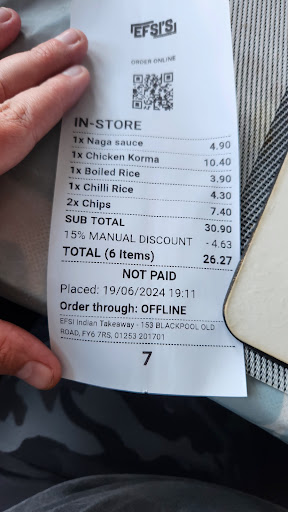 EFSI'S
ORDER ONLINE
IN-STORE
1x Naga sauce 4.90
1x Chicken Korma 10.40
1x Boiled Rice 3.90
1x Chilli Rice 4.30
2x Chips 7.40
SUB TOTAL 30.90
15% MANUAL DISCOUNT - 4.63
TOTAL (6 Items) 26.27
NOT PAID
Placed: 19/06/2024 19:11
Order through: OFFLINE
EFSI Indian Takeaway - 153 BLACKPOOL OLD
ROAD, FY6 7RS, 01253 201701
7